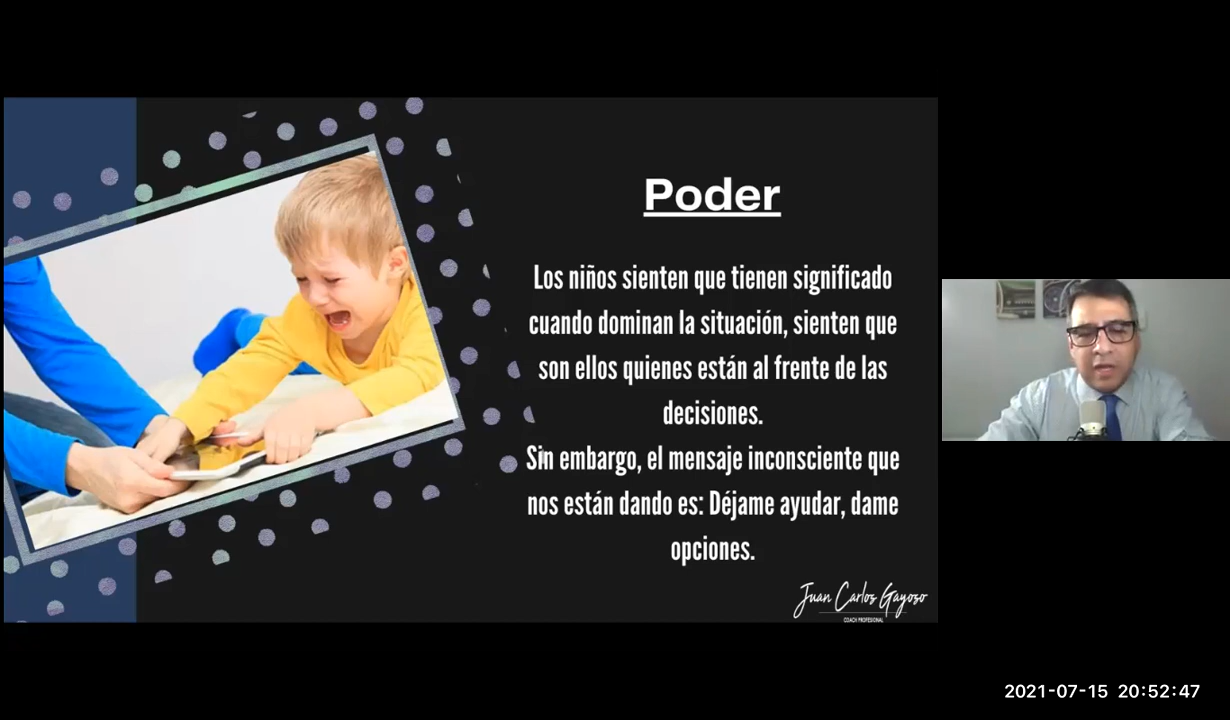 Poder
Los niños sienten que tienen significado
cuando dominan la situación, sienten que
son ellos quienes están al frente de las
decisiones.
Sin embargo, el mensaje inconsciente que
nos están dando es: Déjame ayudar, dame
opciones.
Juan Carlos Gayoso
COACH PROFESIONAL
2021-07-15 20:52:47